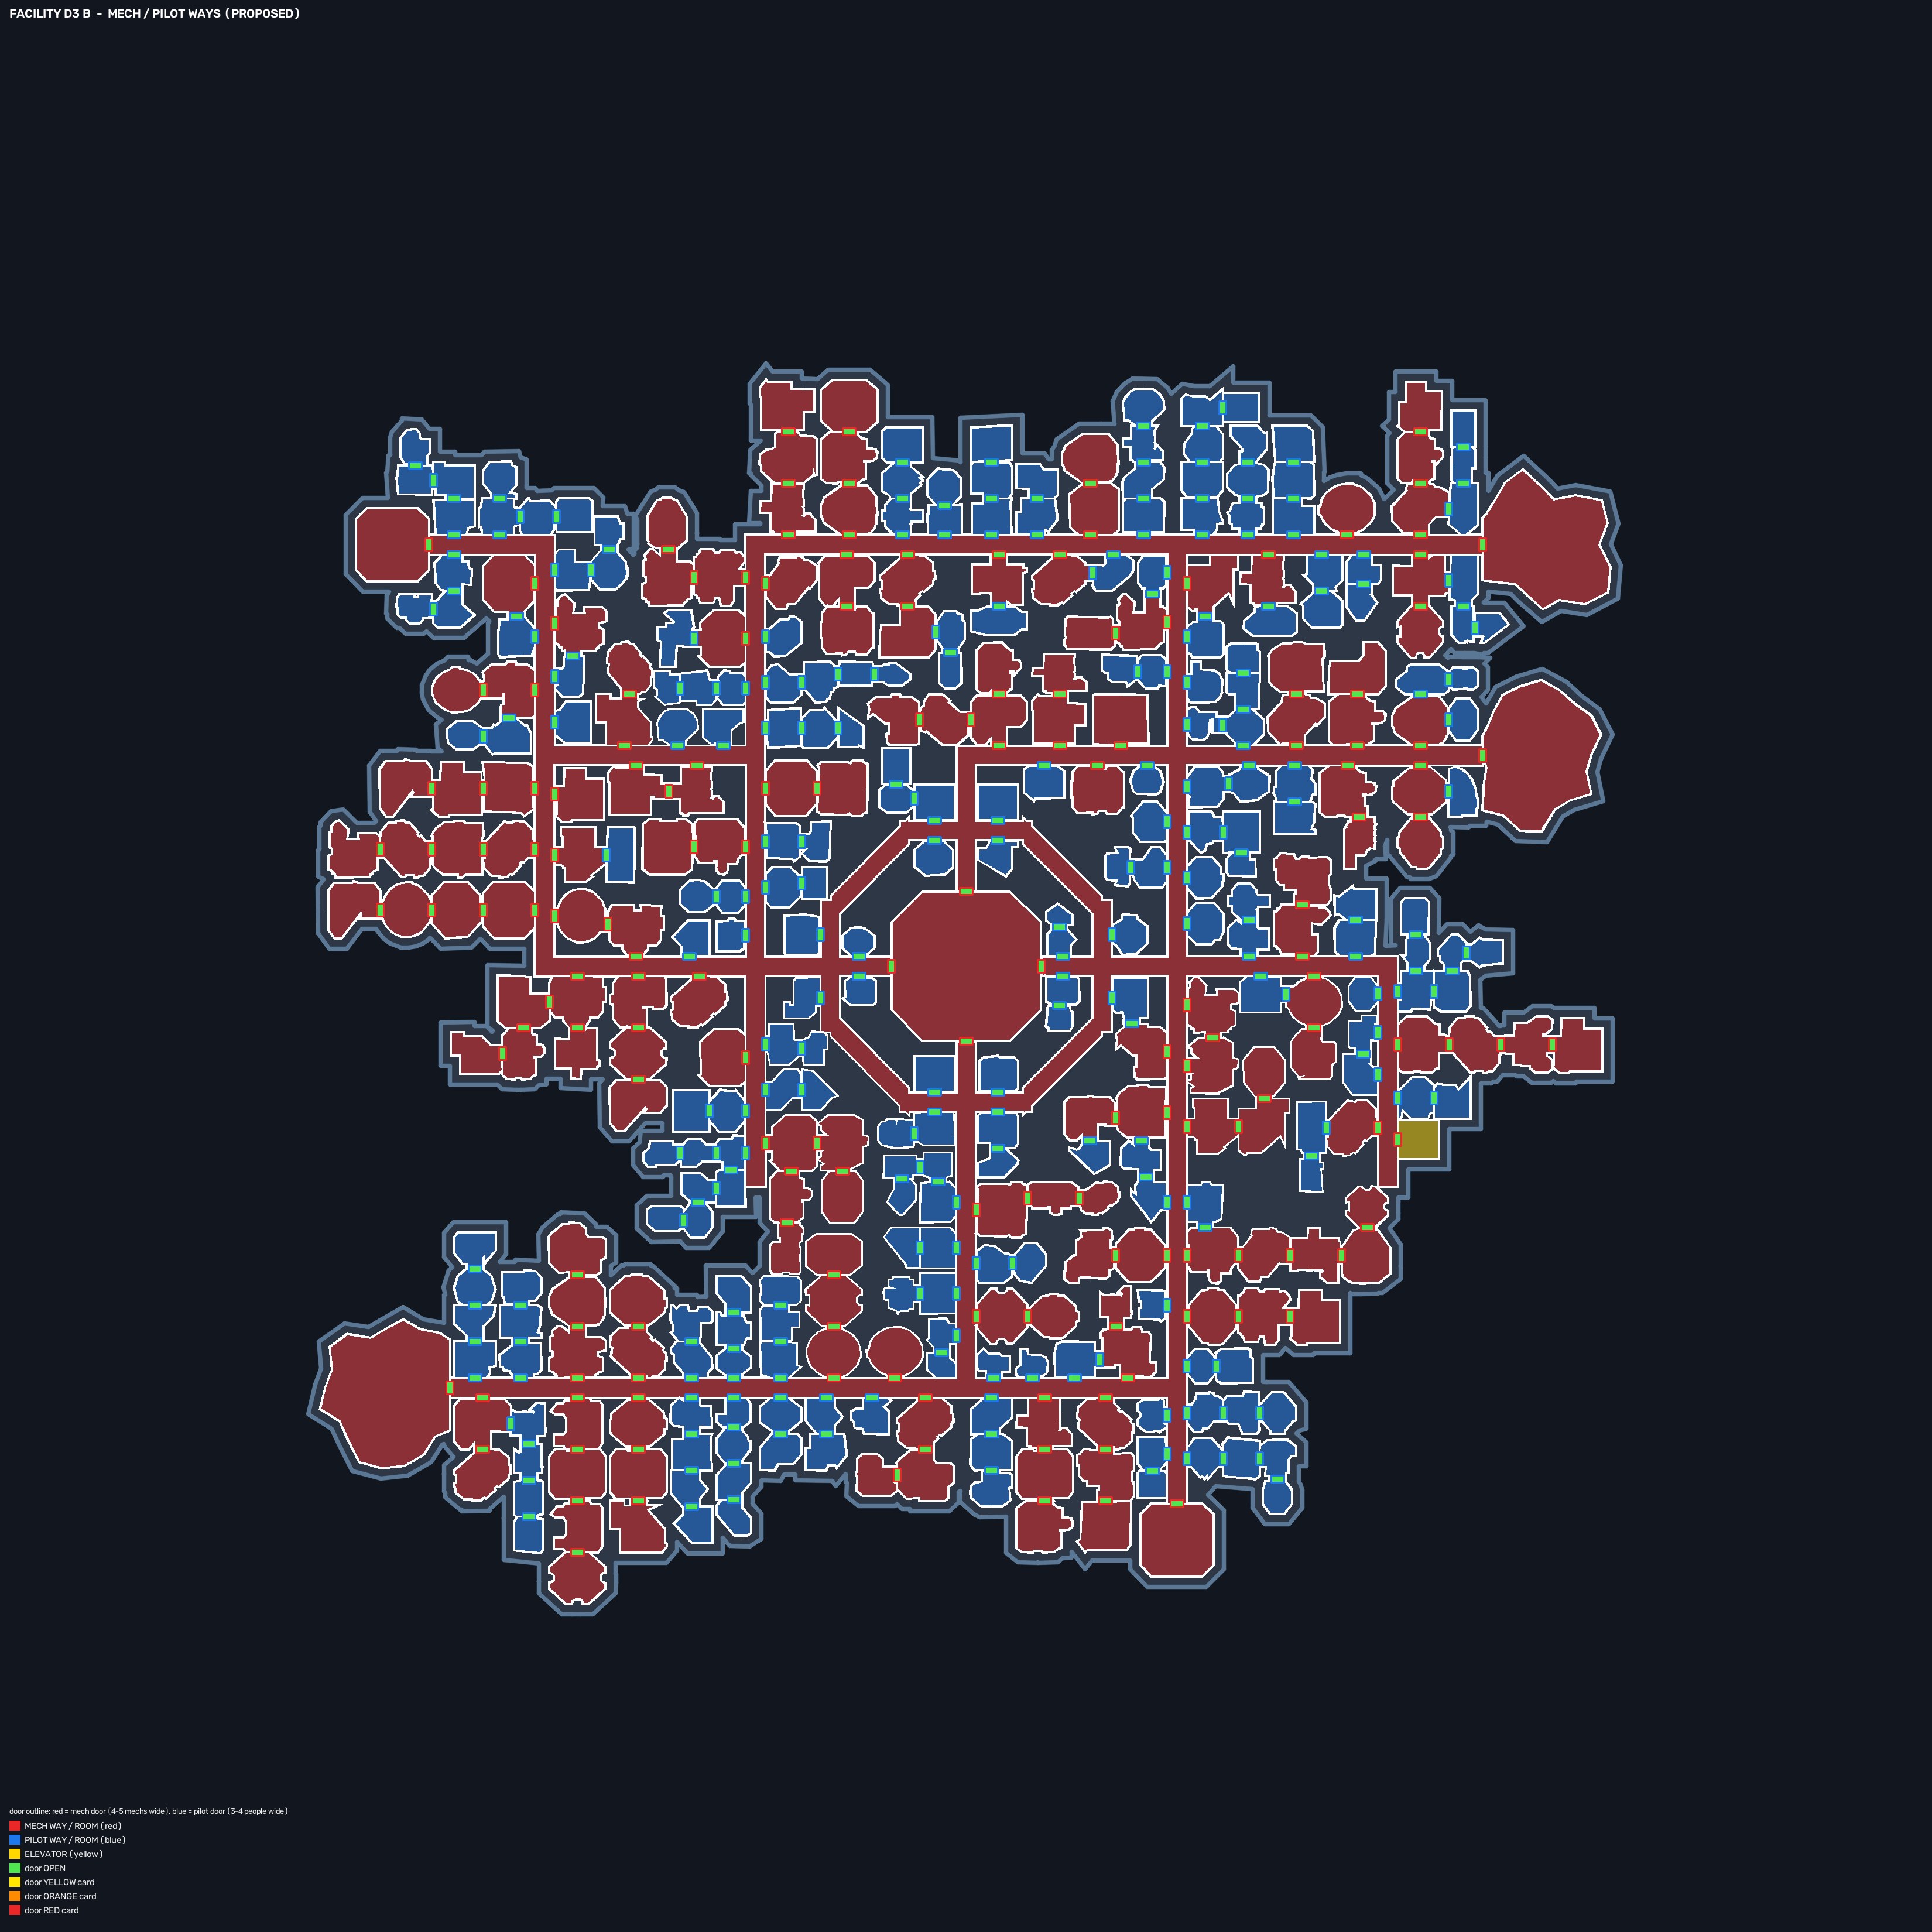 FACILITY D3 B - MECH / PILOT WAYS (PROPOSED)
door outline: red = mech door (4-5 mechs wide), blue = pilot door (3-4 people wide)
MECH WAY / ROOM (red)
PILOT WAY / ROOM (blue)
ELEVATOR (yellow)
door OPEN
door YELLOW card
door ORANGE card
door RED card